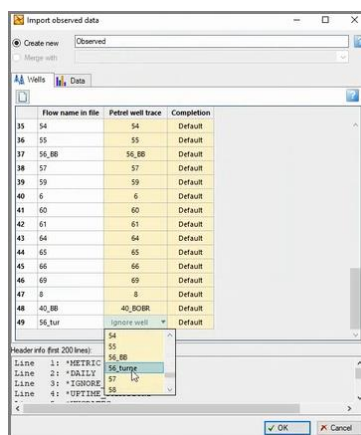 Import observed data
Create new Observed
Merge with
Wells Data
Flow name in file Petrel well trace Completion
35 54 54 Default
36 55 55 Default
37 56_BB 56_BB Default
38 57 57 Default
39 59 59 Default
40 6 6 Default
41 60 60 Default
42 61 61 Default
43 64 64 Default
44 65 65 Default
45 66 66 Default
46 69 69 Default
47 8 8 Default
48 40_BB 40_BOBR Default
49 56_tur Ignore well Default
54
55
56_BB
56_turne
57
58
Header info (first 200 lines):
Line 1: *METRIC
Line 2: *DAILY
Line 3: *IGNORE
Line 4: *UPTIME
OK Cancel